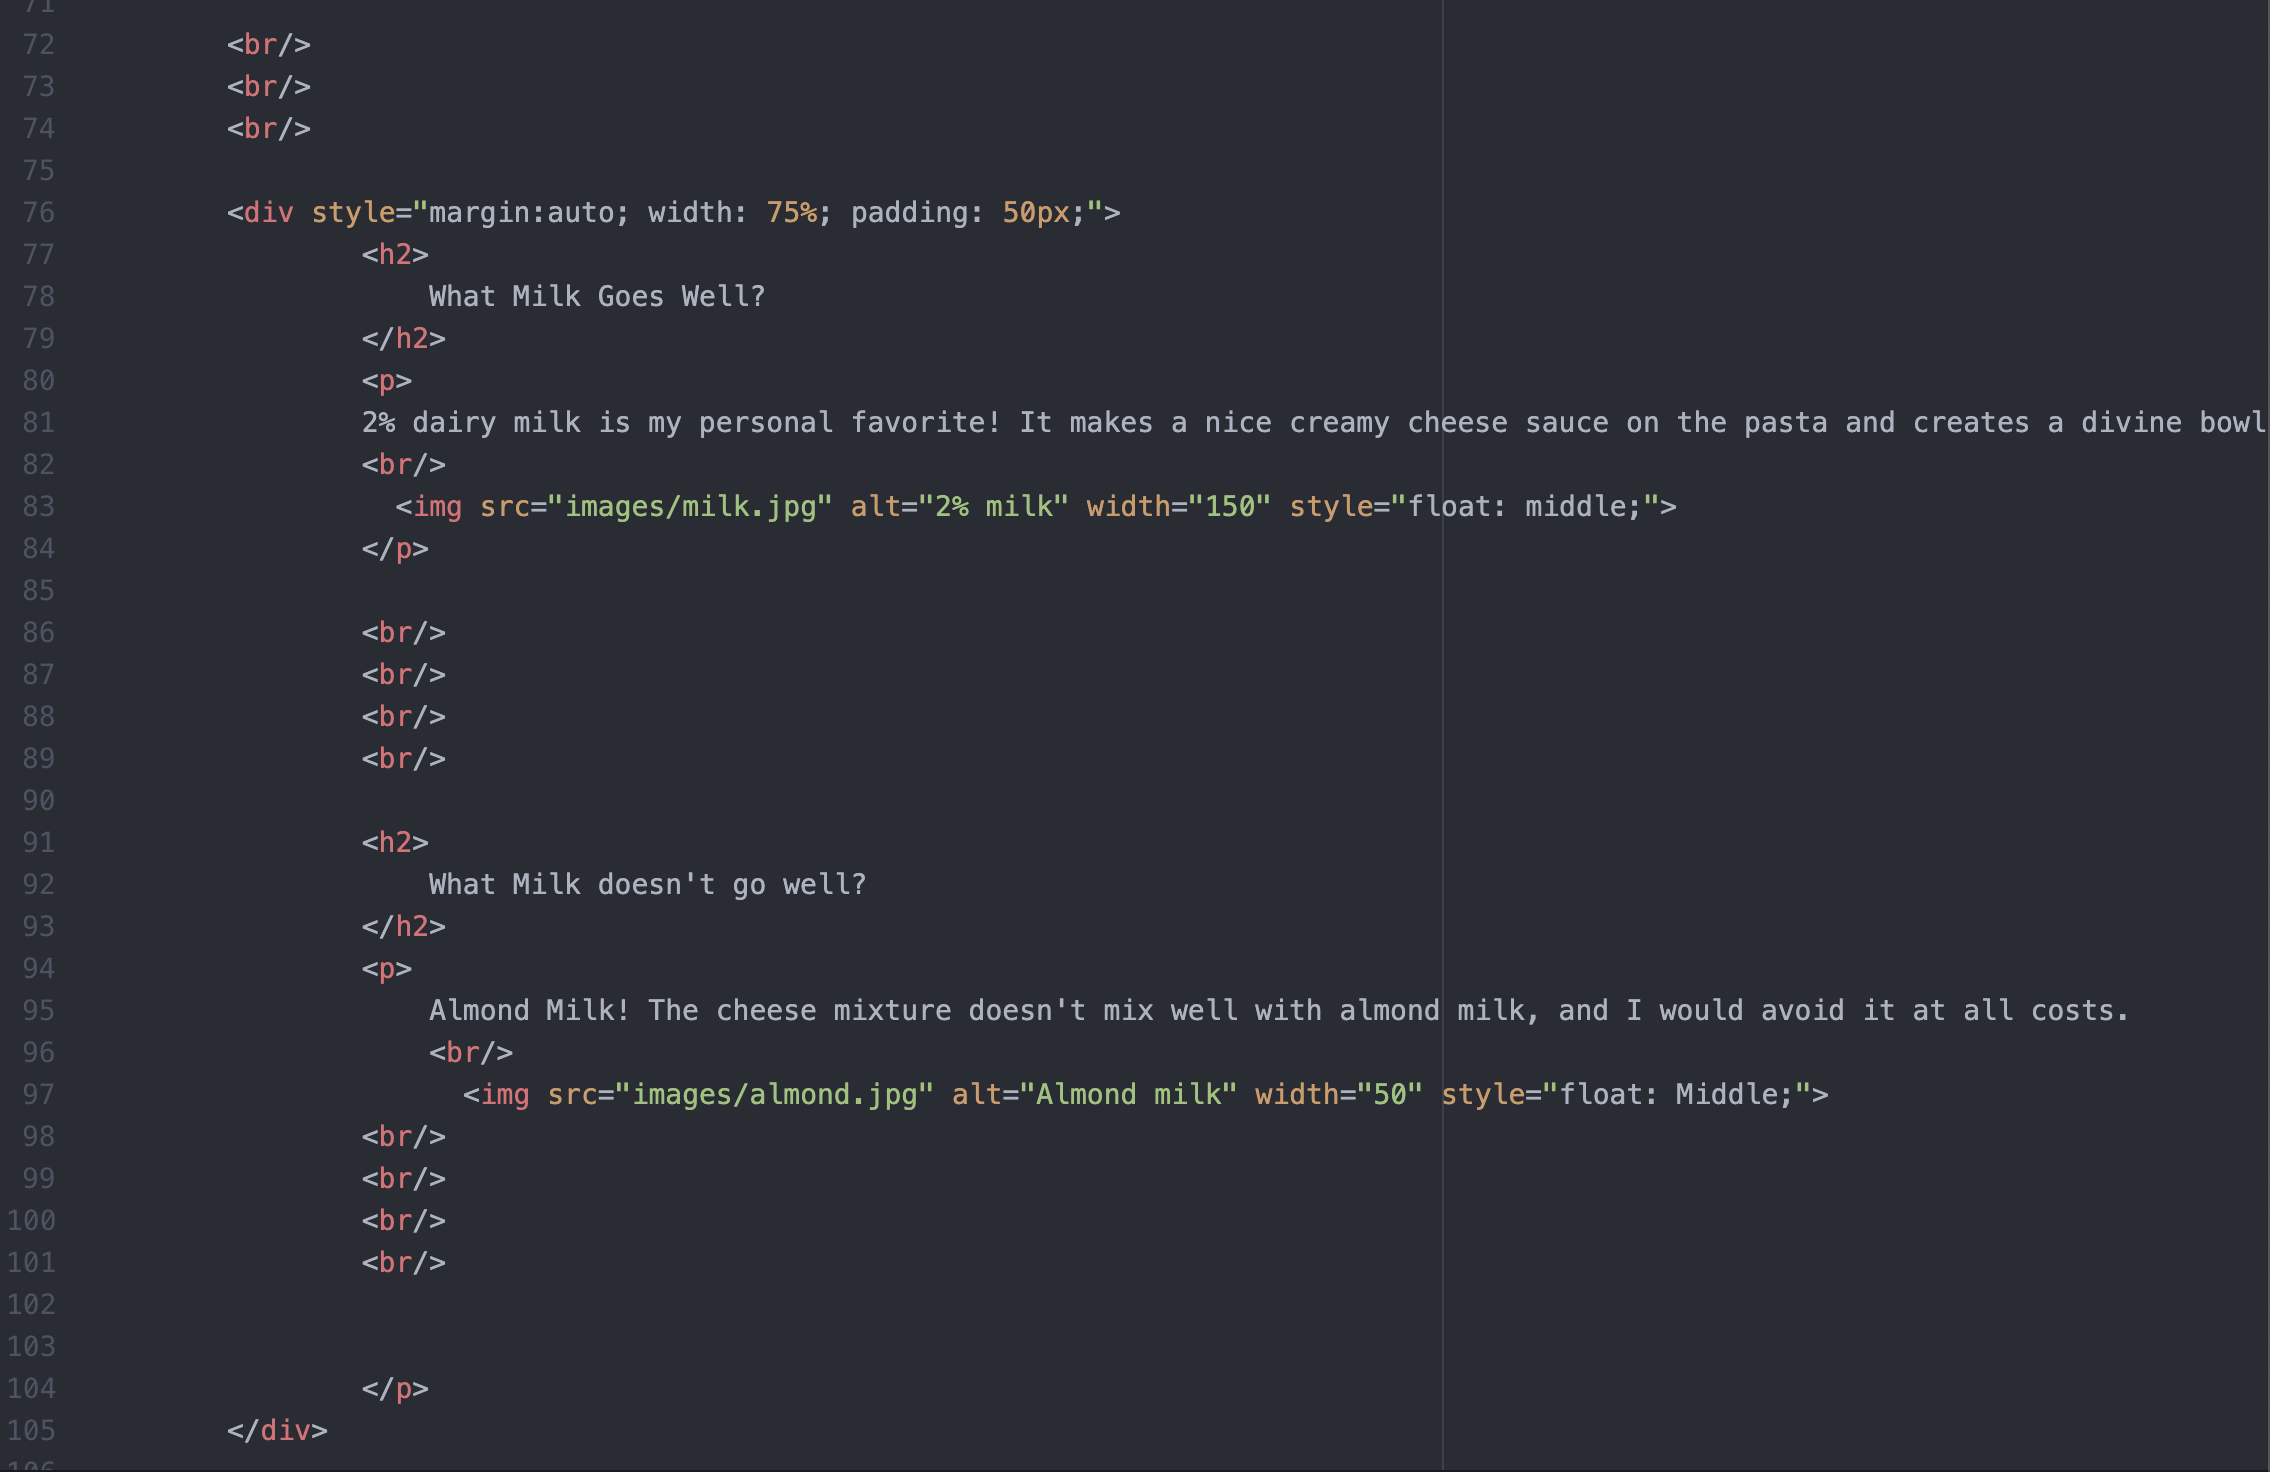 71
72 <br/>
73 <br/>
74 <br/>
75
76 <div style="margin:auto; width: 75%; padding: 50px;">
77 <h2>
78 What Milk Goes Well?
79 </h2>
80 <p>
81 2% dairy milk is my personal favorite! It makes a nice creamy cheese sauce on the pasta and creates a divine bowl
82 <br/>
83 <img src="images/milk.jpg" alt="2% milk" width="150" style="float: middle;">
84 </p>
85
86 <br/>
87 <br/>
88 <br/>
89 <br/>
90
91 <h2>
92 What Milk doesn't go well?
93 </h2>
94 <p>
95 Almond Milk! The cheese mixture doesn't mix well with almond milk, and I would avoid it at all costs.
96 <br/>
97 <img src="images/almond.jpg" alt="Almond milk" width="50" style="float: Middle;">
98 <br/>
99 <br/>
100 <br/>
101 <br/>
102
103
104 </p>
105 </div>
106